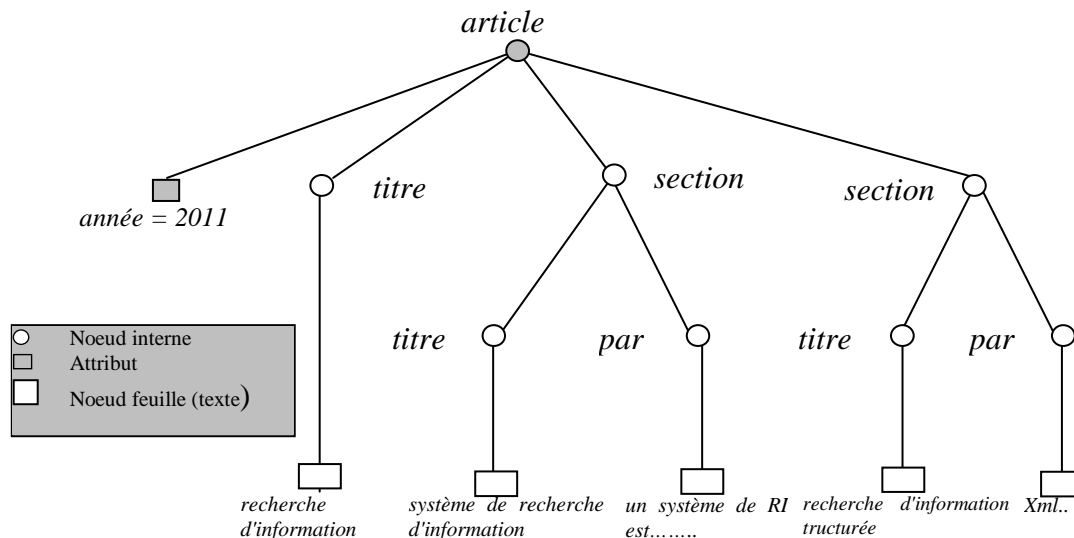 article
titre
section
section
année = 2011
titre
par
titre
par
Noeud interne
Attribut
Noeud feuille (texte)
recherche
d'information
système de recherche
d'information
un système de RI
est……..
recherche d'information
tructurée
Xml..